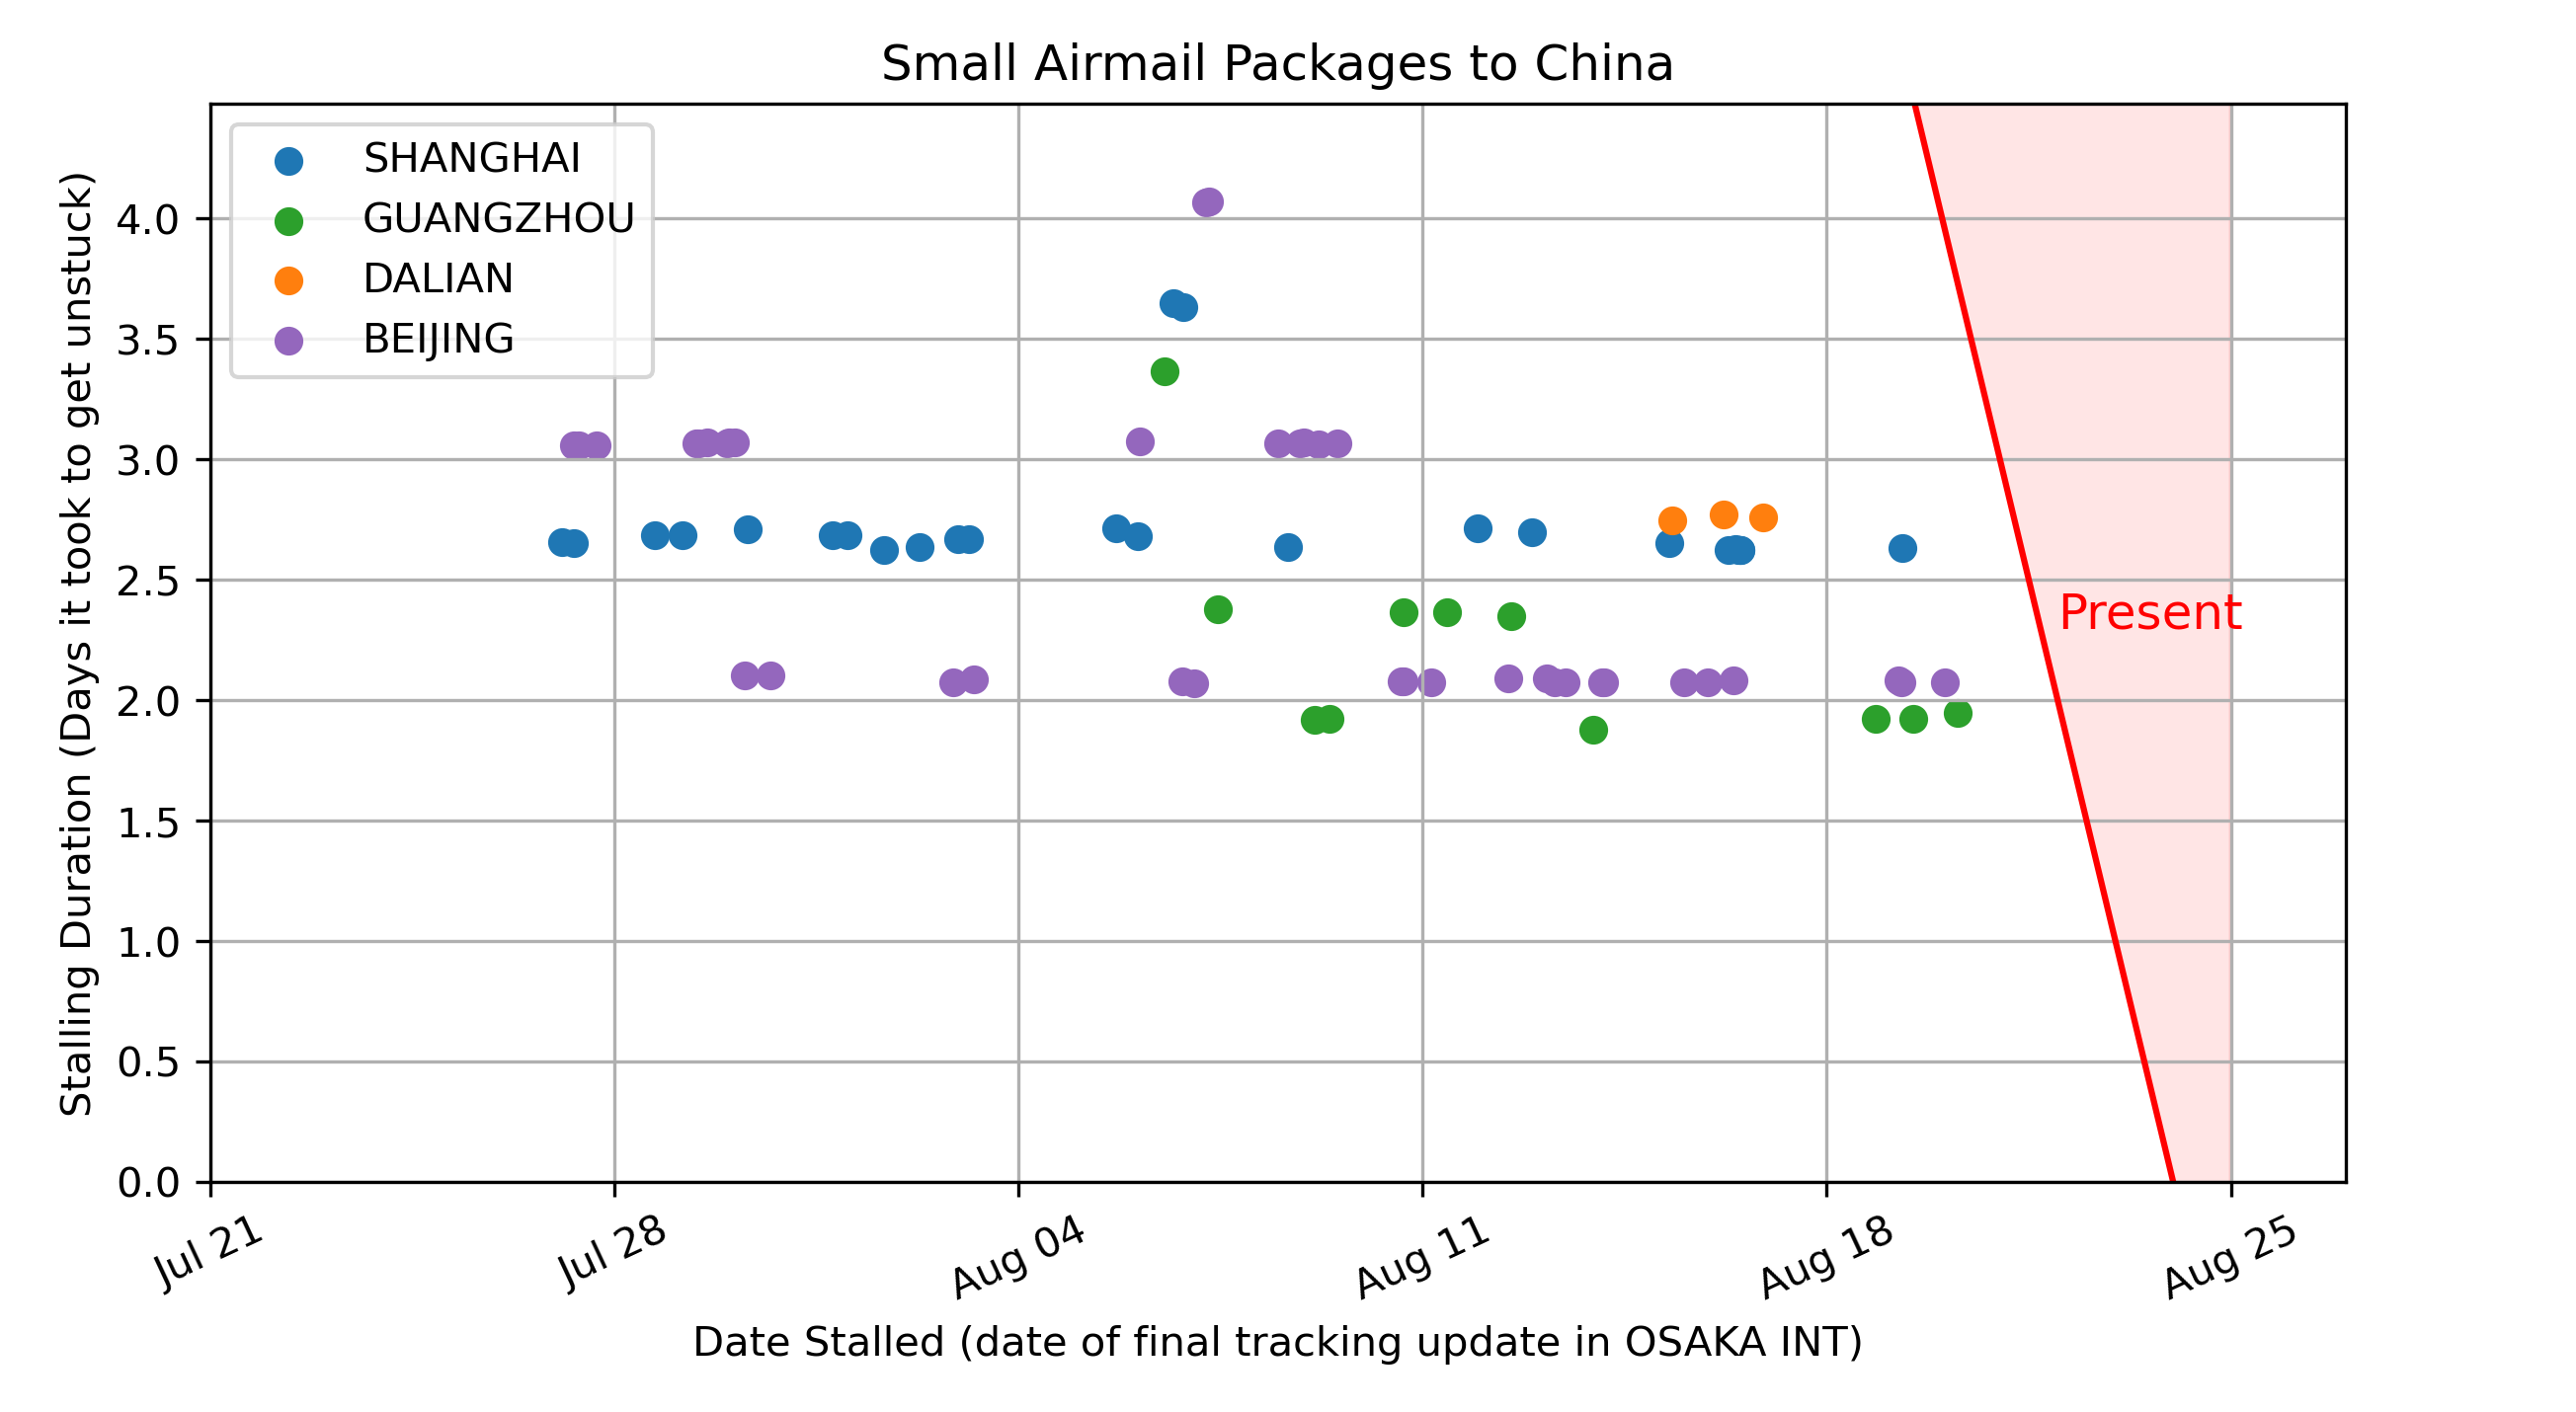 Small Airmail Packages to China
SHANGHAI
GUANGZHOU
DALIAN
BEIJING
Stalling Duration (Days it took to get unstuck)
4.0
3.5
3.0
2.5
2.0
1.5
1.0
0.5
0.0
Present
Jul 21
Jul 28
Aug 04
Aug 11
Aug 18
Aug 25
Date Stalled (date of final tracking update in OSAKA INT)